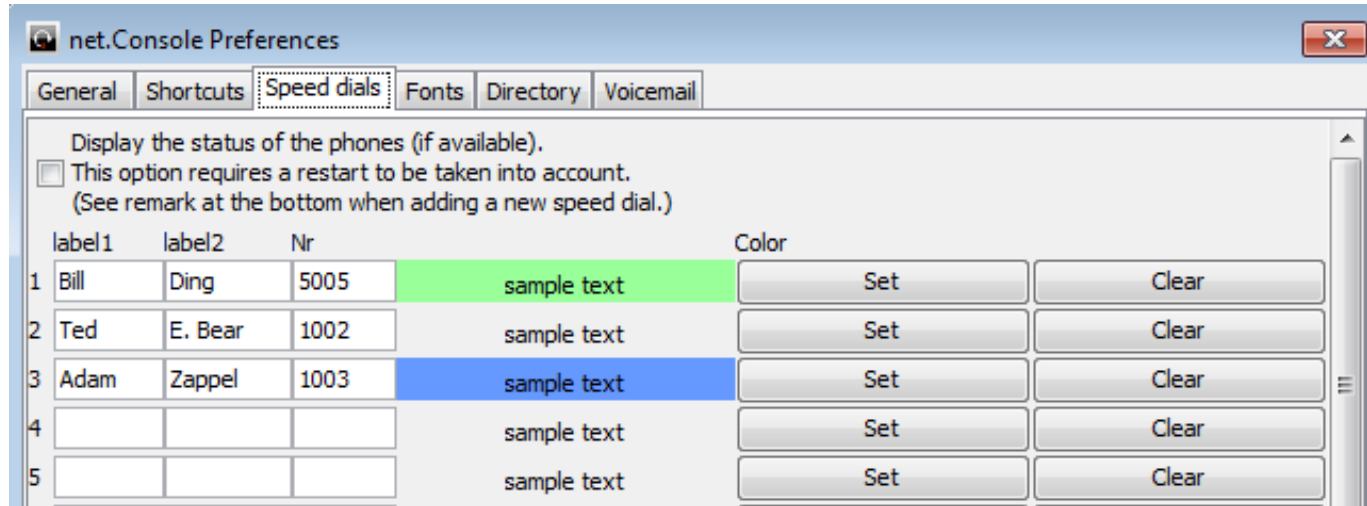 net.Console Preferences
General Shortcuts Speed dials Fonts Directory Voicemail
Display the status of the phones (if available).
This option requires a restart to be taken into account.
(See remark at the bottom when adding a new speed dial.)
label1 label2 Nr Color
1 Bill Ding 5005 sample text Set Clear
2 Ted E. Bear 1002 sample text Set Clear
3 Adam Zappel 1003 sample text Set Clear
4 sample text Set Clear
5 sample text Set Clear